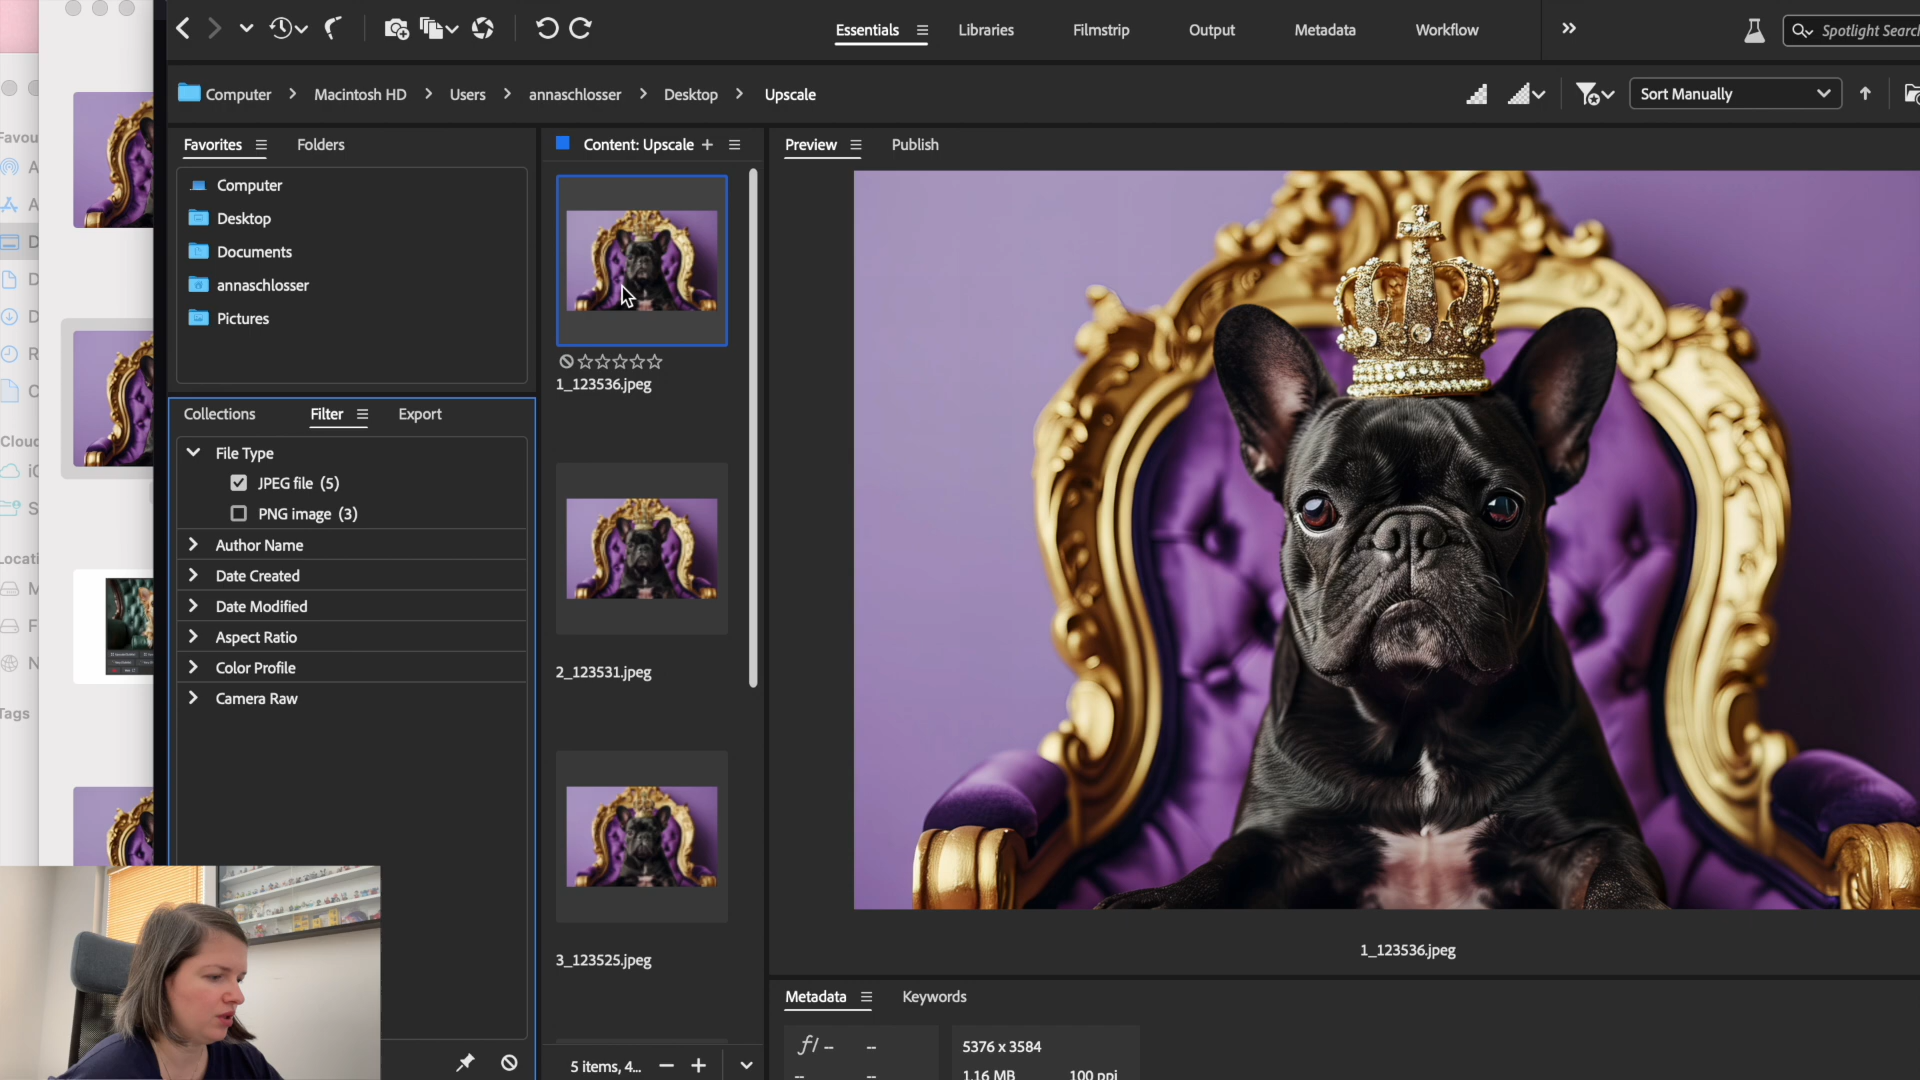 Essentials
Libraries
Filmstrip
Output
Metadata
Workflow
Spotlight Search
Computer
Macintosh HD
Users
annaschlosser
Desktop
Upscale
Sort Manually
Favorites
Folders
Content: Upscale
Preview
Publish
Favou
A
A
D
D
D
R
C
Cloud
iC
S
Locati
M
F
N
Tags
Computer
Desktop
Documents
annaschlosser
Pictures
Collections
Filter
Export
File Type
JPEG file (5)
PNG image (3)
Author Name
Date Created
Date Modified
Aspect Ratio
Color Profile
Camera Raw
1_123536.jpeg
2_123531.jpeg
3_123525.jpeg
5 items, 4...
1_123536.jpeg
Metadata
Keywords
f/ --
--
--
--
5376 x 3584
1.16 MB
100 ppi